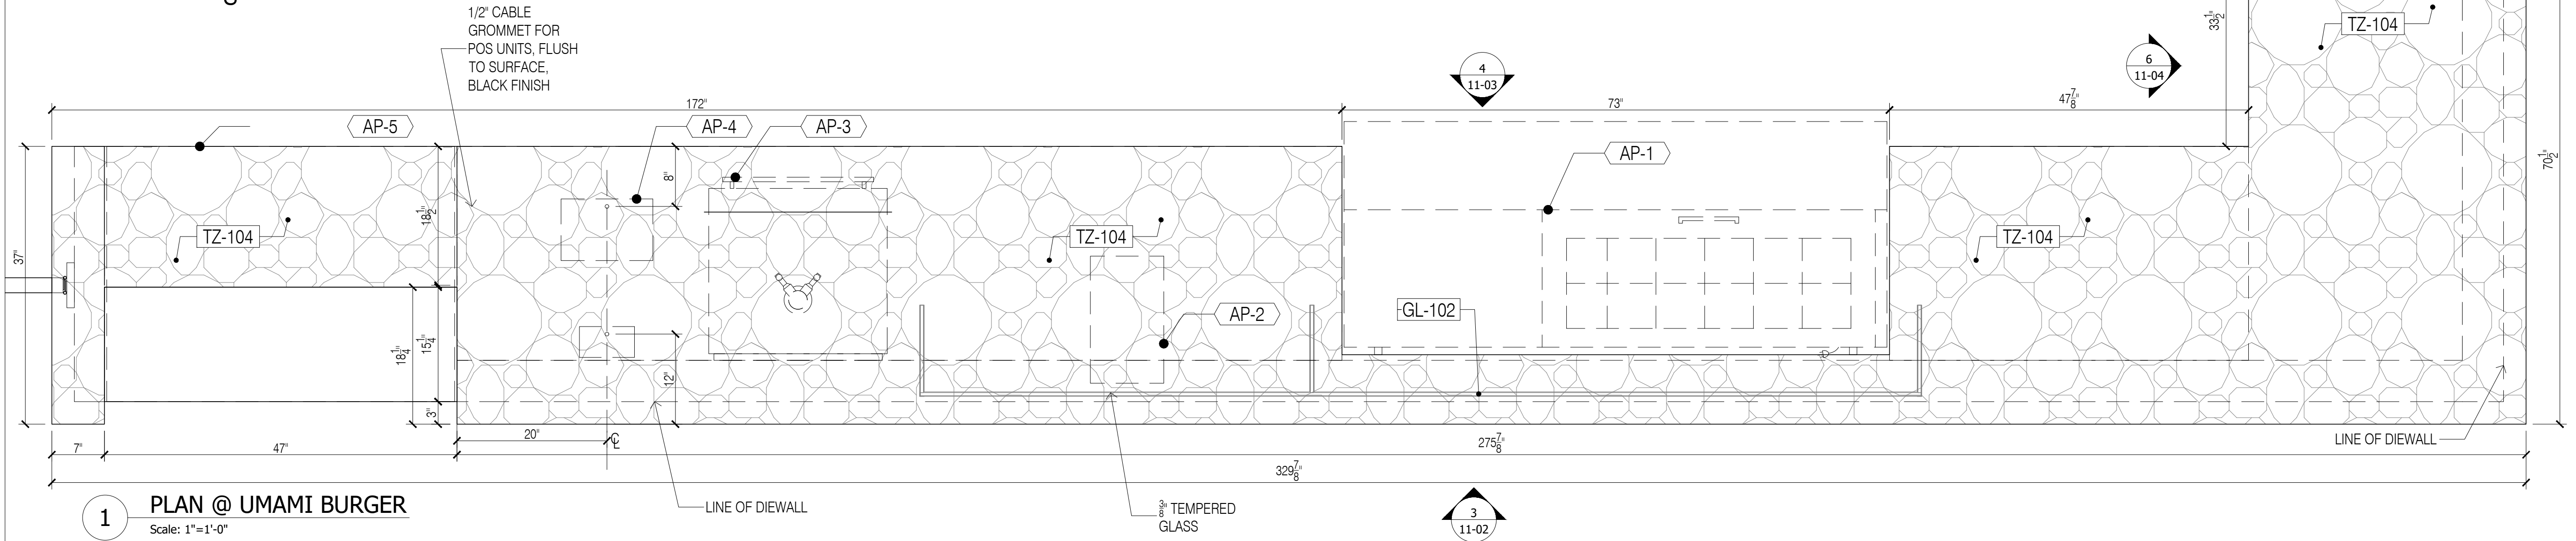 1/2" CABLE
GROMMET FOR
POS UNITS, FLUSH
TO SURFACE,
BLACK FINISH
33 1/2"
TZ-104
6
11-04
4
11-03
172"
73"
47 7/8"
AP-5
AP-4
AP-3
AP-1
8"
37"
18 1/2"
70 1/2"
TZ-104
TZ-104
TZ-104
GL-102
AP-2
18 1/4"
15 1/4"
12"
3"
7"
47"
20"
CL
275 7/8"
LINE OF DIEWALL
329 7/8"
1
PLAN @ UMAMI BURGER
Scale: 1"=1'-0"
LINE OF DIEWALL
3/8" TEMPERED
GLASS
3
11-02